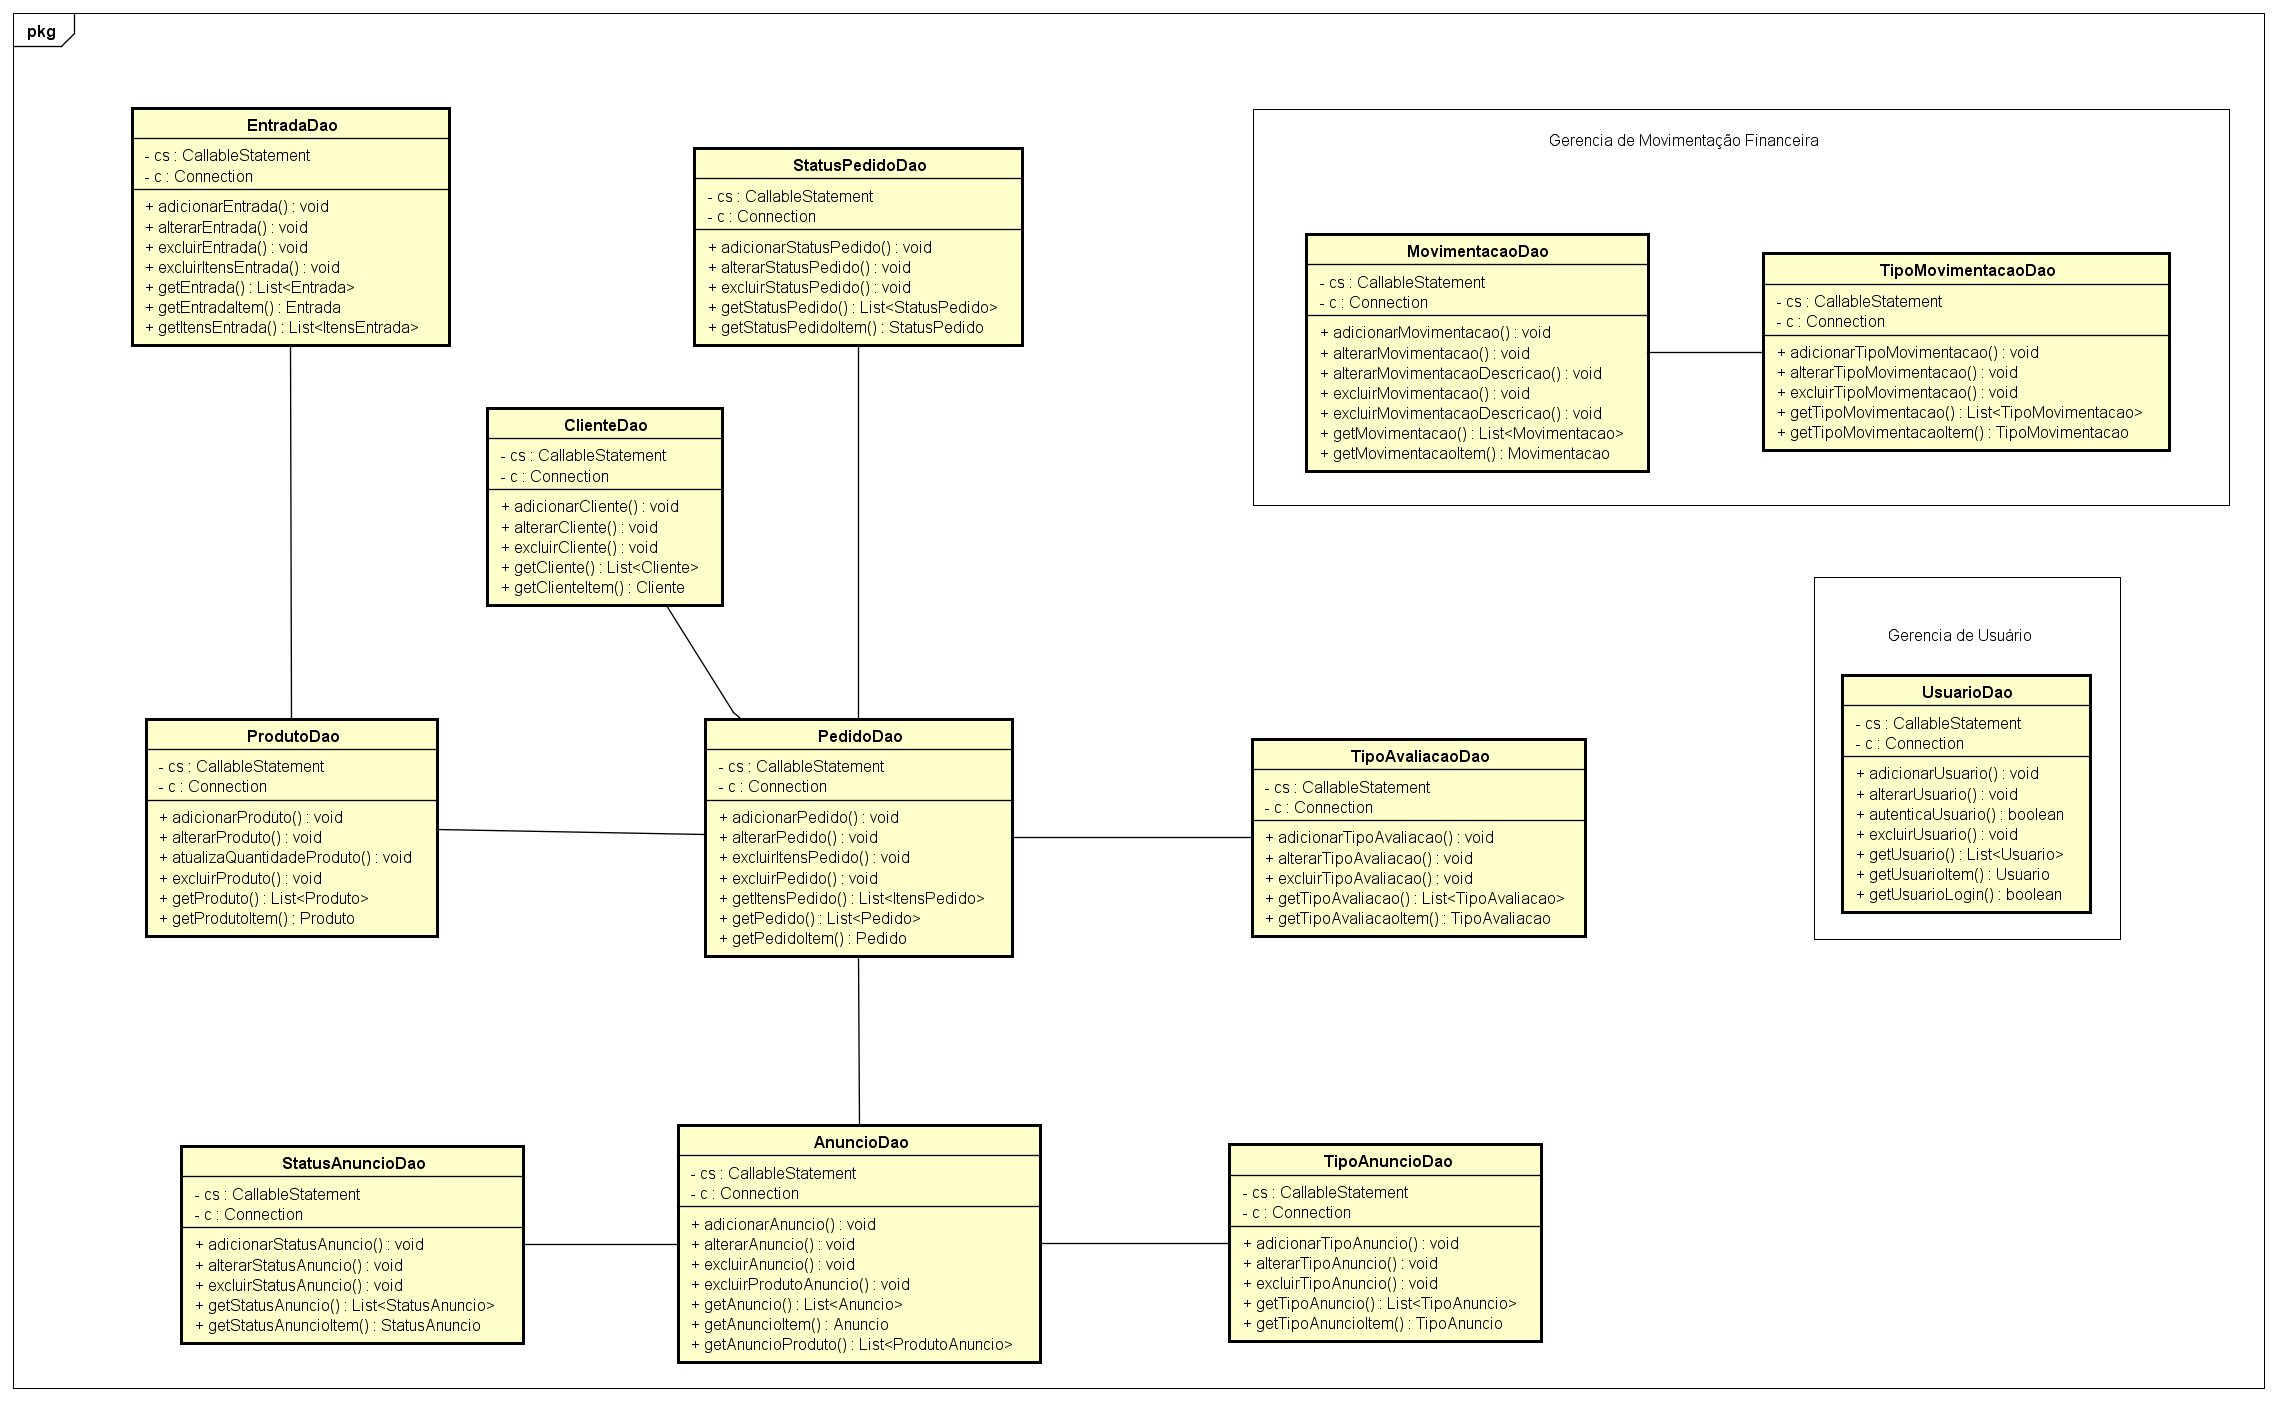 pkg
EntradaDao
- cs : CallableStatement
- c : Connection
+ adicionarEntrada() : void
+ alterarEntrada() : void
+ excluirEntrada() : void
+ excluirItensEntrada() : void
+ getEntrada() : List<Entrada>
+ getEntradaItem() : Entrada
+ getItensEntrada() : List<ItensEntrada>
StatusPedidoDao
- cs : CallableStatement
- c : Connection
+ adicionarStatusPedido() : void
+ alterarStatusPedido() : void
+ excluirStatusPedido() : void
+ getStatusPedido() : List<StatusPedido>
+ getStatusPedidoItem() : StatusPedido
Gerencia de Movimentação Financeira
MovimentacaoDao
- cs : CallableStatement
- c : Connection
+ adicionarMovimentacao() : void
+ alterarMovimentacao() : void
+ alterarMovimentacaoDescricao() : void
+ excluirMovimentacao() : void
+ excluirMovimentacaoDescricao() : void
+ getMovimentacao() : List<Movimentacao>
+ getMovimentacaoItem() : Movimentacao
TipoMovimentacaoDao
- cs : CallableStatement
- c : Connection
+ adicionarTipoMovimentacao() : void
+ alterarTipoMovimentacao() : void
+ excluirTipoMovimentacao() : void
+ getTipoMovimentacao() : List<TipoMovimentacao>
+ getTipoMovimentacaoItem() : TipoMovimentacao
ClienteDao
- cs : CallableStatement
- c : Connection
+ adicionarCliente() : void
+ alterarCliente() : void
+ excluirCliente() : void
+ getCliente() : List<Cliente>
+ getClienteItem() : Cliente
Gerencia de Usuário
UsuarioDao
- cs : CallableStatement
- c : Connection
+ adicionarUsuario() : void
+ alterarUsuario() : void
+ autenticaUsuario() : boolean
+ excluirUsuario() : void
+ getUsuario() : List<Usuario>
+ getUsuarioItem() : Usuario
+ getUsuarioLogin() : boolean
ProdutoDao
- cs : CallableStatement
- c : Connection
+ adicionarProduto() : void
+ alterarProduto() : void
+ atualizaQuantidadeProduto() : void
+ excluirProduto() : void
+ getProduto() : List<Produto>
+ getProdutoItem() : Produto
PedidoDao
- cs : CallableStatement
- c : Connection
+ adicionarPedido() : void
+ alterarPedido() : void
+ excluirItensPedido() : void
+ excluirPedido() : void
+ getItensPedido() : List<ItensPedido>
+ getPedido() : List<Pedido>
+ getPedidoItem() : Pedido
TipoAvaliacaoDao
- cs : CallableStatement
- c : Connection
+ adicionarTipoAvaliacao() : void
+ alterarTipoAvaliacao() : void
+ excluirTipoAvaliacao() : void
+ getTipoAvaliacao() : List<TipoAvaliacao>
+ getTipoAvaliacaoItem() : TipoAvaliacao
StatusAnuncioDao
- cs : CallableStatement
- c : Connection
+ adicionarStatusAnuncio() : void
+ alterarStatusAnuncio() : void
+ excluirStatusAnuncio() : void
+ getStatusAnuncio() : List<StatusAnuncio>
+ getStatusAnuncioItem() : StatusAnuncio
AnuncioDao
- cs : CallableStatement
- c : Connection
+ adicionarAnuncio() : void
+ alterarAnuncio() : void
+ excluirAnuncio() : void
+ excluirProdutoAnuncio() : void
+ getAnuncio() : List<Anuncio>
+ getAnuncioItem() : Anuncio
+ getAnuncioProduto() : List<ProdutoAnuncio>
TipoAnuncioDao
- cs : CallableStatement
- c : Connection
+ adicionarTipoAnuncio() : void
+ alterarTipoAnuncio() : void
+ excluirTipoAnuncio() : void
+ getTipoAnuncio() : List<TipoAnuncio>
+ getTipoAnuncioItem() : TipoAnuncio